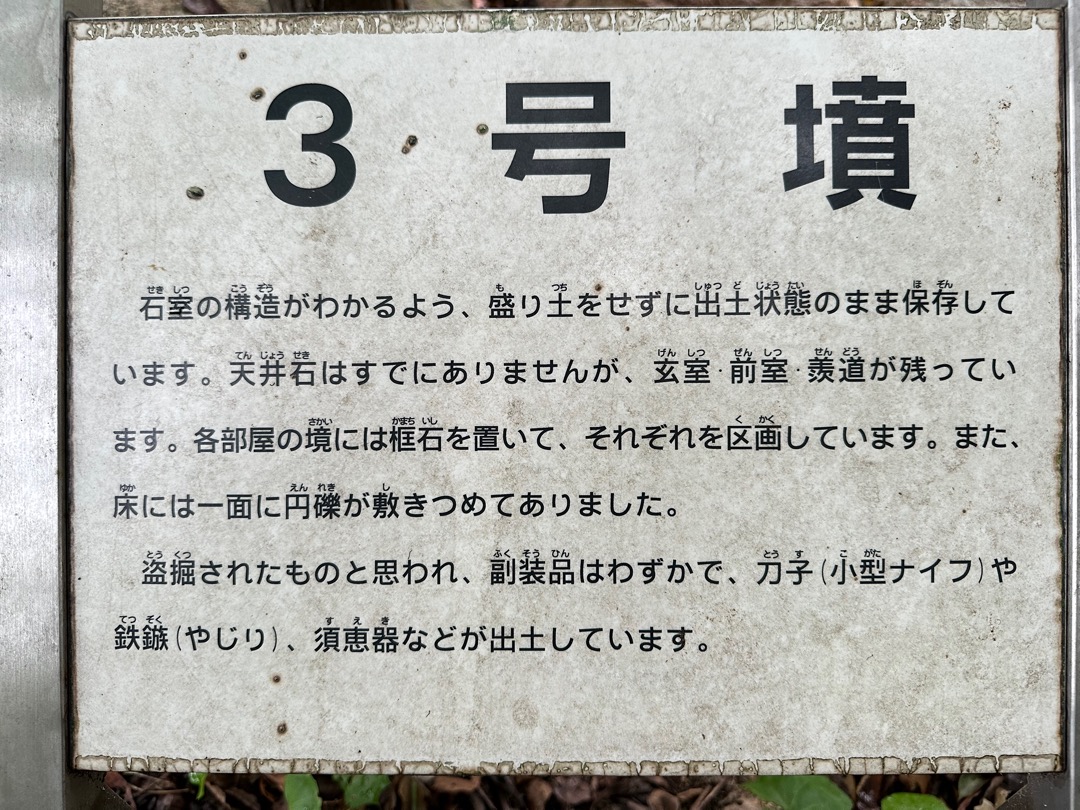 3号墳
石室の構造がわかるよう、盛り土をせずに出土状態のまま保存して
います。天井石はすでにありませんが、玄室・前室・羨道が残ってい
ます。各部屋の境には框石を置いて、それぞれを区画しています。また、
床には一面に円礫が敷きつめてありました。
盗掘されたものと思われ、副装品はわずかで、刀子(小型ナイフ)や
鉄鏃(やじり)、須恵器などが出土しています。